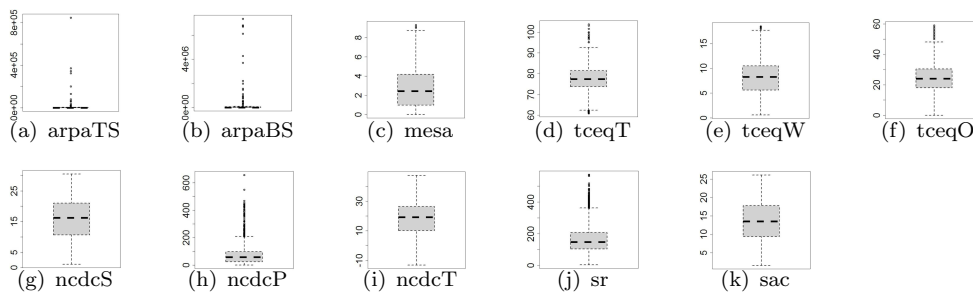 0e+00 4e+05 8e+05
(a) arpaTS
0e+00 4e+06
(b) arpaBS
0 2 4 6 8
(c) mesa
60 70 80 90 100
(d) tceqT
0 5 10 15
(e) tceqW
0 20 40 60
(f) tceqO
0 5 15 25
(g) ncdcS
0 200 400 600
(h) ncdcP
-10 10 30
(i) ncdcT
0 200 400
(j) sr
5 10 15 20 25
(k) sac